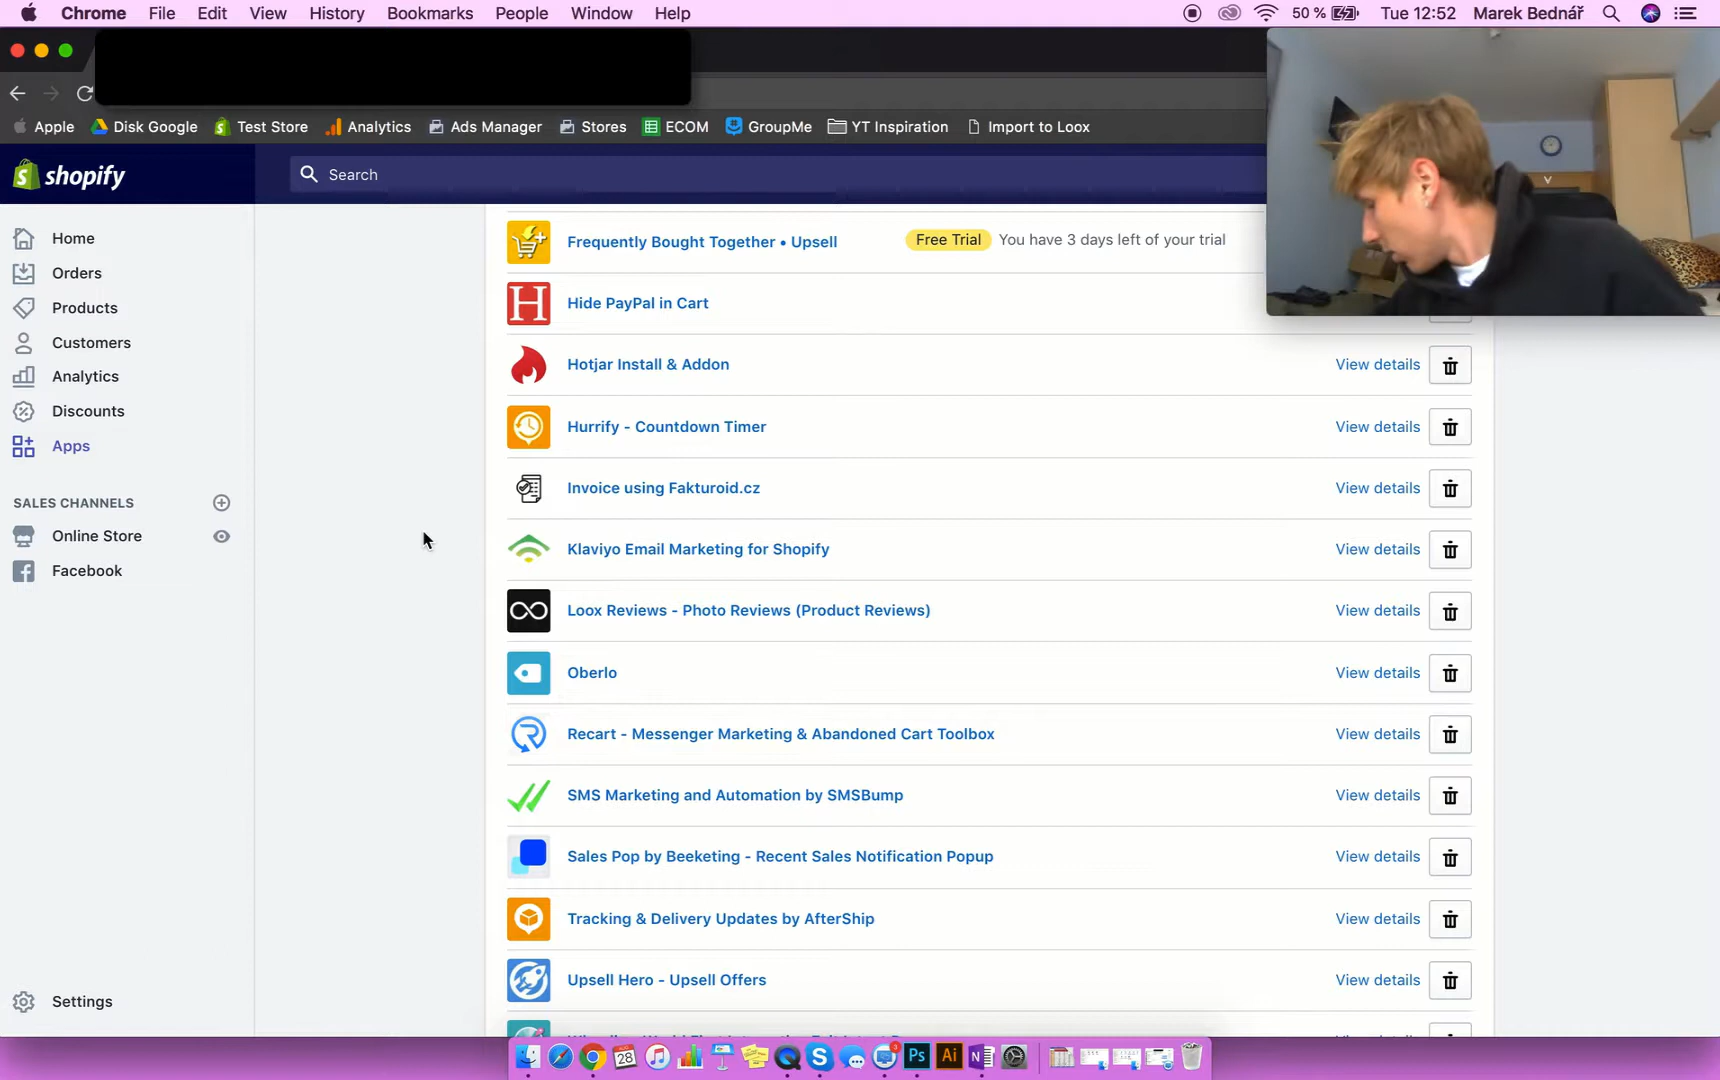 Chrome File Edit View History Bookmarks People Window Help 50 % Tue 12:52 Marek Bednář
Apple Disk Google Test Store Analytics Ads Manager Stores ECOM GroupMe YT Inspiration Import to Loox
shopify Search
Home
Orders
Products
Customers
Analytics
Discounts
Apps
SALES CHANNELS
Online Store
Facebook
Settings
Frequently Bought Together • Upsell Free Trial You have 3 days left of your trial
Hide PayPal in Cart
Hotjar Install & Addon View details
Hurrify - Countdown Timer View details
Invoice using Fakturoid.cz View details
Klaviyo Email Marketing for Shopify View details
Loox Reviews - Photo Reviews (Product Reviews) View details
Oberlo View details
Recart - Messenger Marketing & Abandoned Cart Toolbox View details
SMS Marketing and Automation by SMSBump View details
Sales Pop by Beeketing - Recent Sales Notification Popup View details
Tracking & Delivery Updates by AfterShip View details
Upsell Hero - Upsell Offers View details
28 Ps Ai N